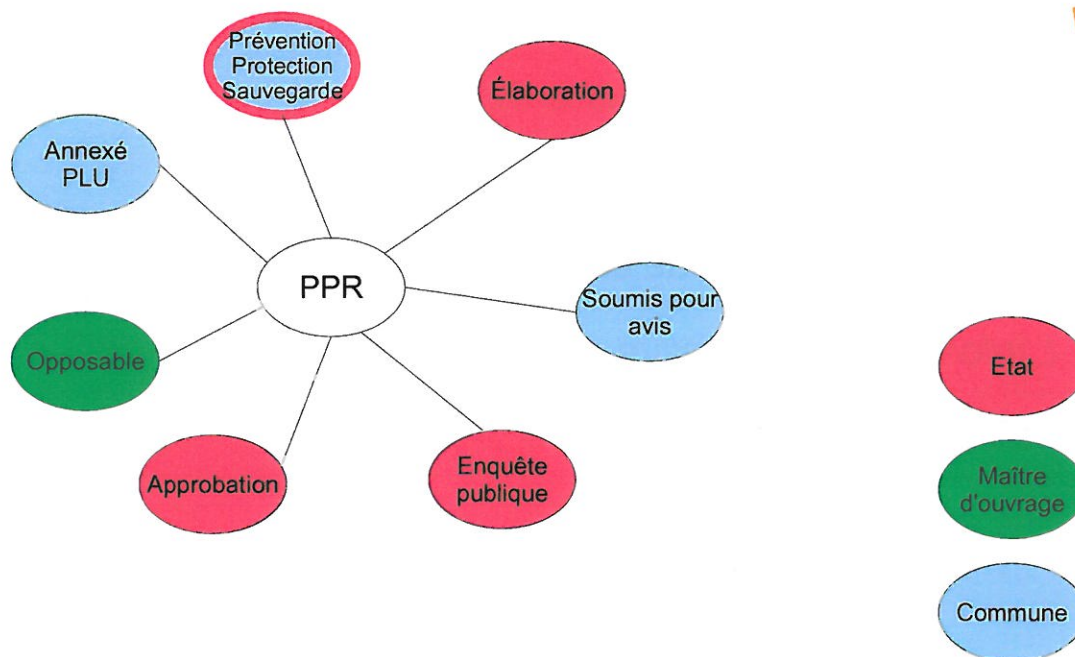 Prévention
Protection
Sauvegarde
Élaboration
Annexé
PLU
PPR
Soumis pour
avis
Opposable
Approbation
Enquête
publique
Etat
Maître
d'ouvrage
Commune